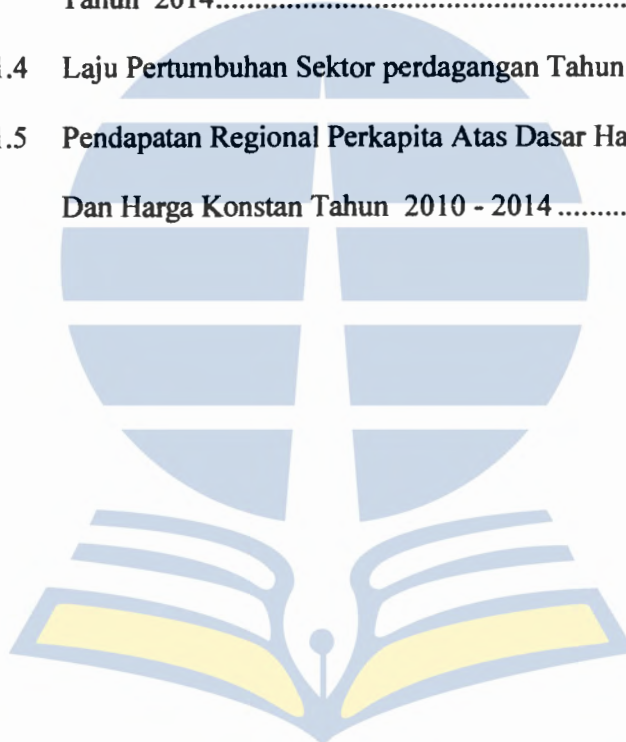 Tahun 2014.....................................................
.4 Laju Pertumbuhan Sektor perdagangan Tahun
.5 Pendapatan Regional Perkapita Atas Dasar Ha
Dan Harga Konstan Tahun 2010 - 2014 .........